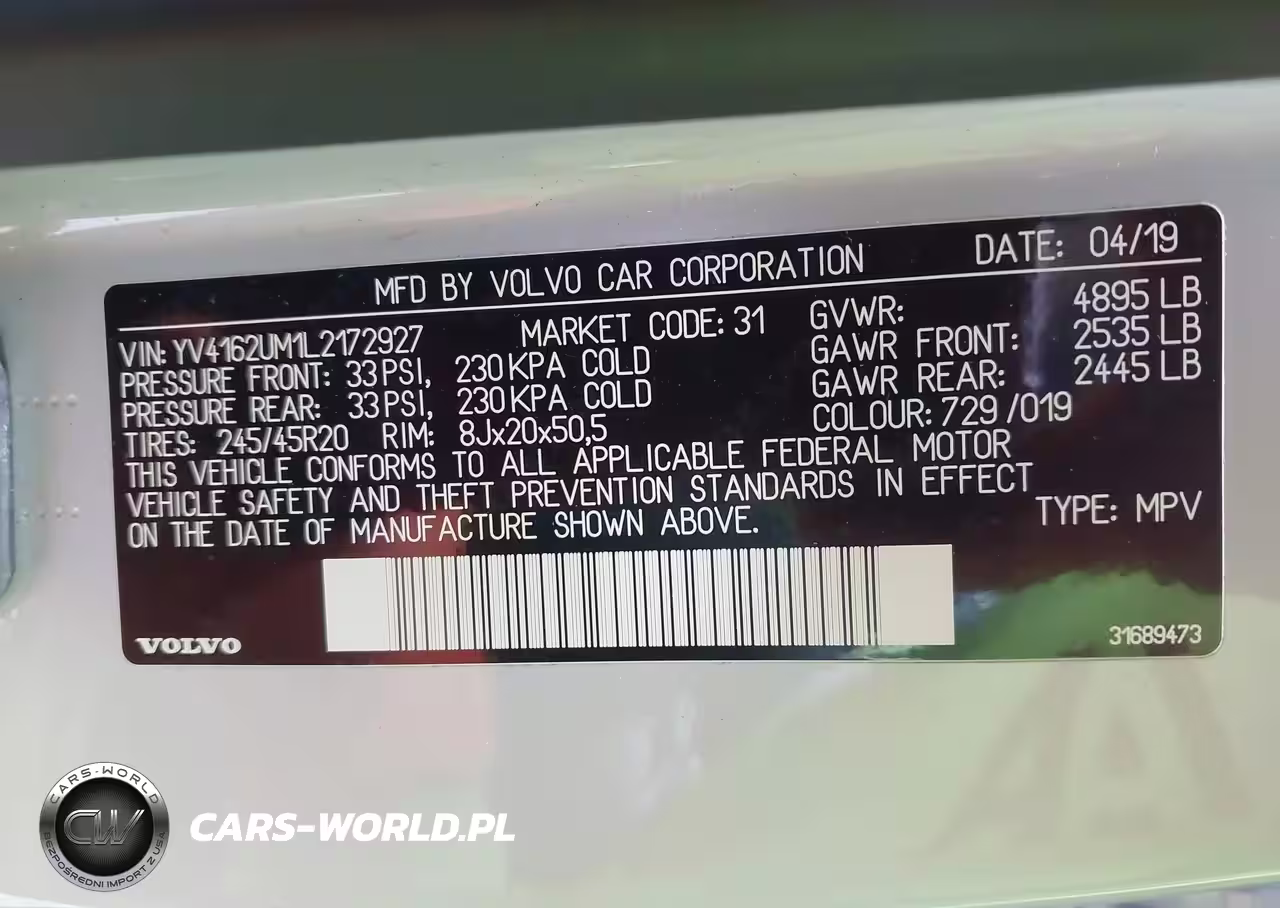 MFD BY VOLVO CAR CORPORATION DATE: 04/19
VIN: YV4162UM1L2172927 MARKET CODE: 31 GVWR: 4895 LB
PRESSURE FRONT: 33 PSI, 230 KPA COLD GAWR FRONT: 2535 LB
PRESSURE REAR: 33 PSI, 230 KPA COLD GAWR REAR: 2445 LB
TIRES: 245/45R20 RIM: 8Jx20x50,5 COLOUR: 729 /019
THIS VEHICLE CONFORMS TO ALL APPLICABLE FEDERAL MOTOR
VEHICLE SAFETY AND THEFT PREVENTION STANDARDS IN EFFECT
ON THE DATE OF MANUFACTURE SHOWN ABOVE. TYPE: MPV
VOLVO 31689473
CARS-WORLD
CW
BEZPOŚREDNI IMPORT Z USA
CARS-WORLD.PL